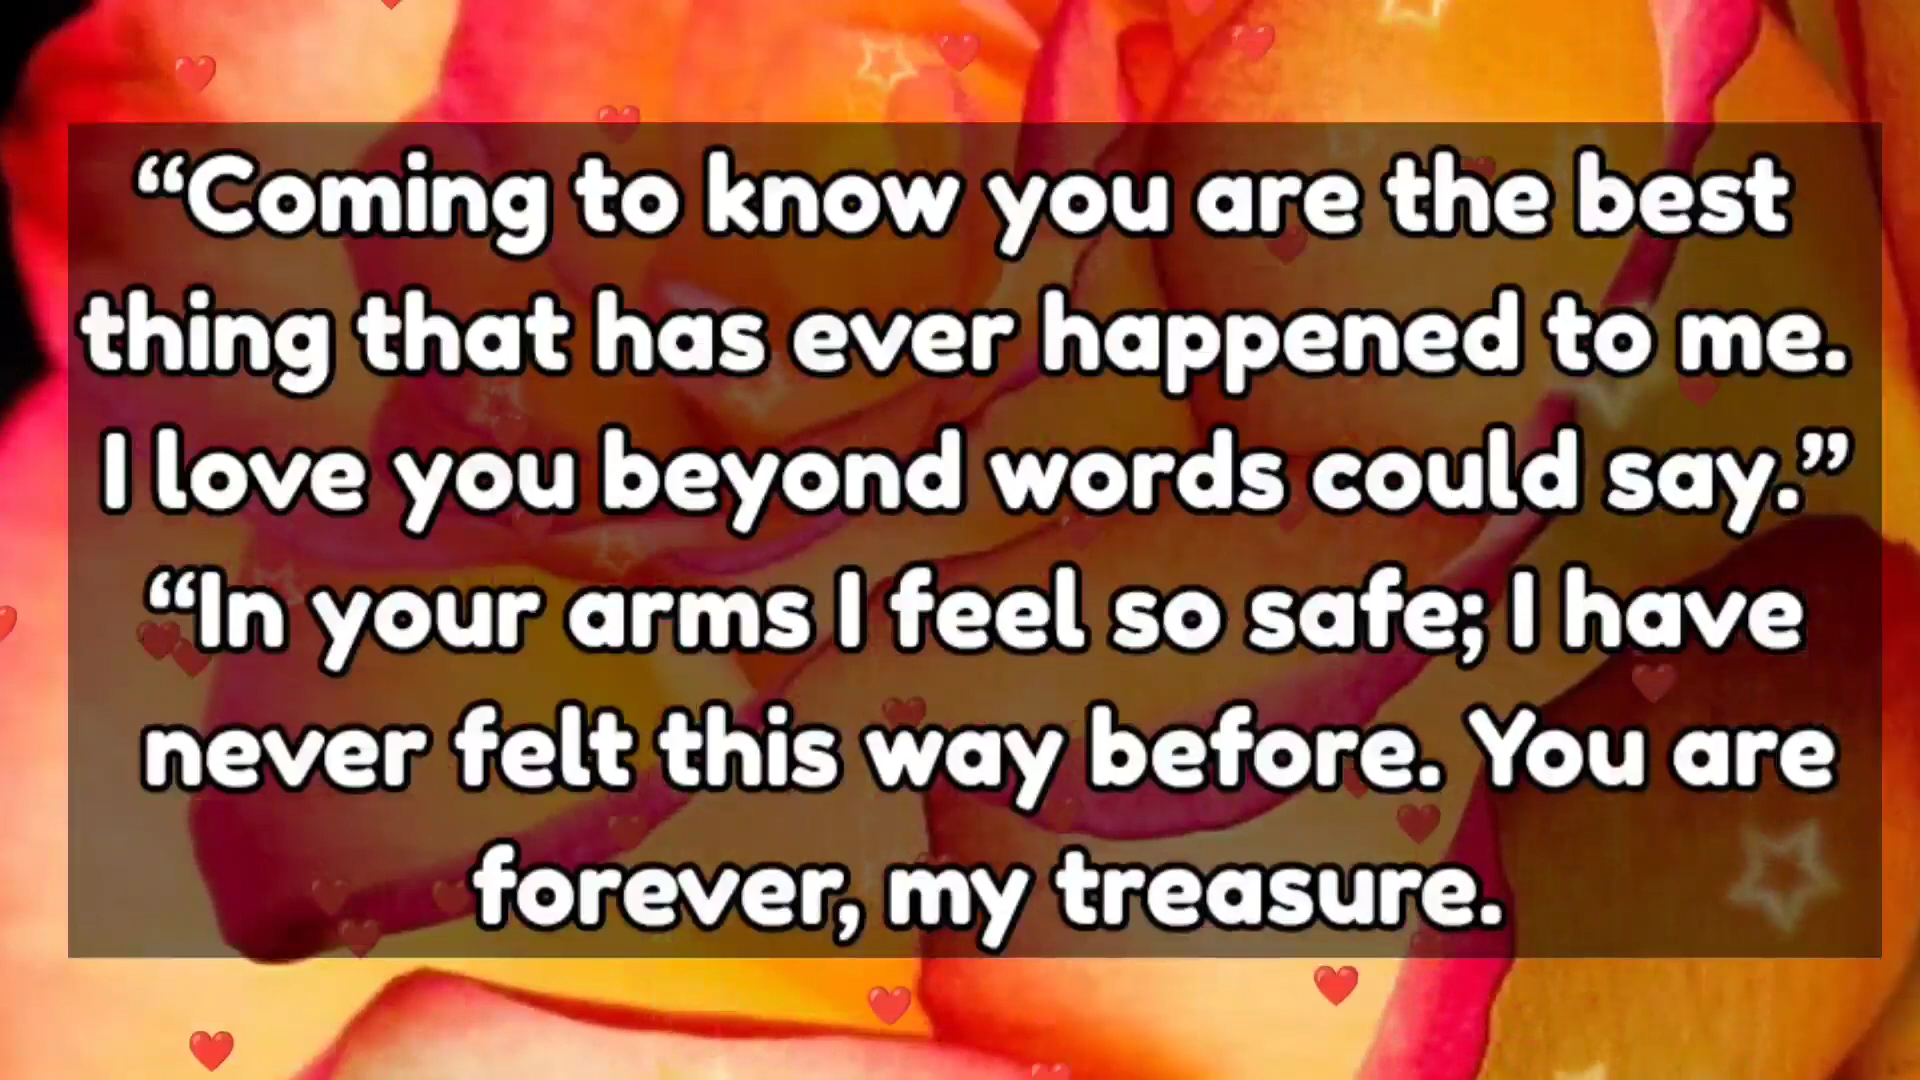 “Coming to know you are the best
thing that has ever happened to me.
I love you beyond words could say.”
“In your arms I feel so safe; I have
never felt this way before. You are
forever, my treasure.